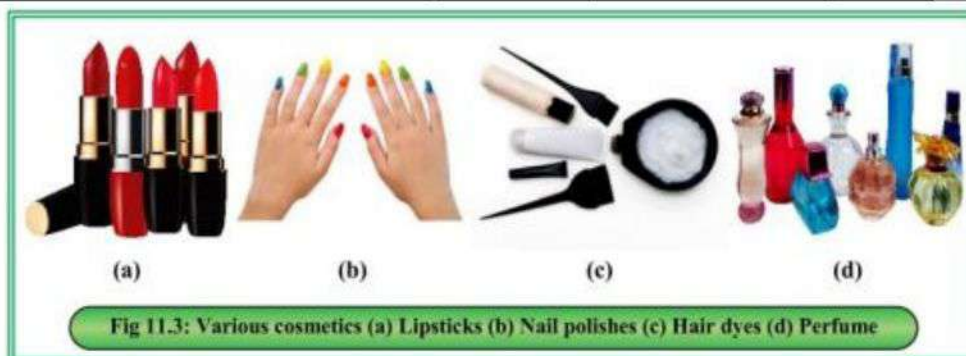 (a) (b) (c) (d)
Fig 11.3: Various cosmetics (a) Lipsticks (b) Nail polishes (c) Hair dyes (d) Perfume